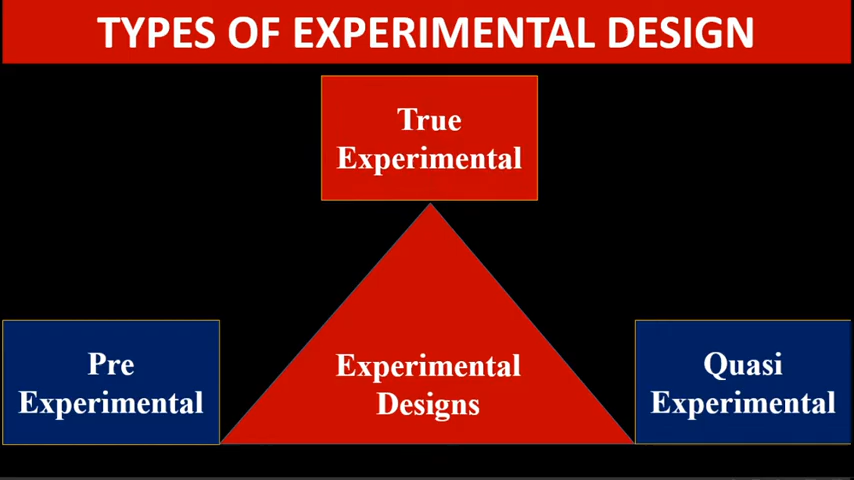 TYPES OF EXPERIMENTAL DESIGN
True
Experimental
Pre
Experimental
Experimental
Designs
Quasi
Experimental